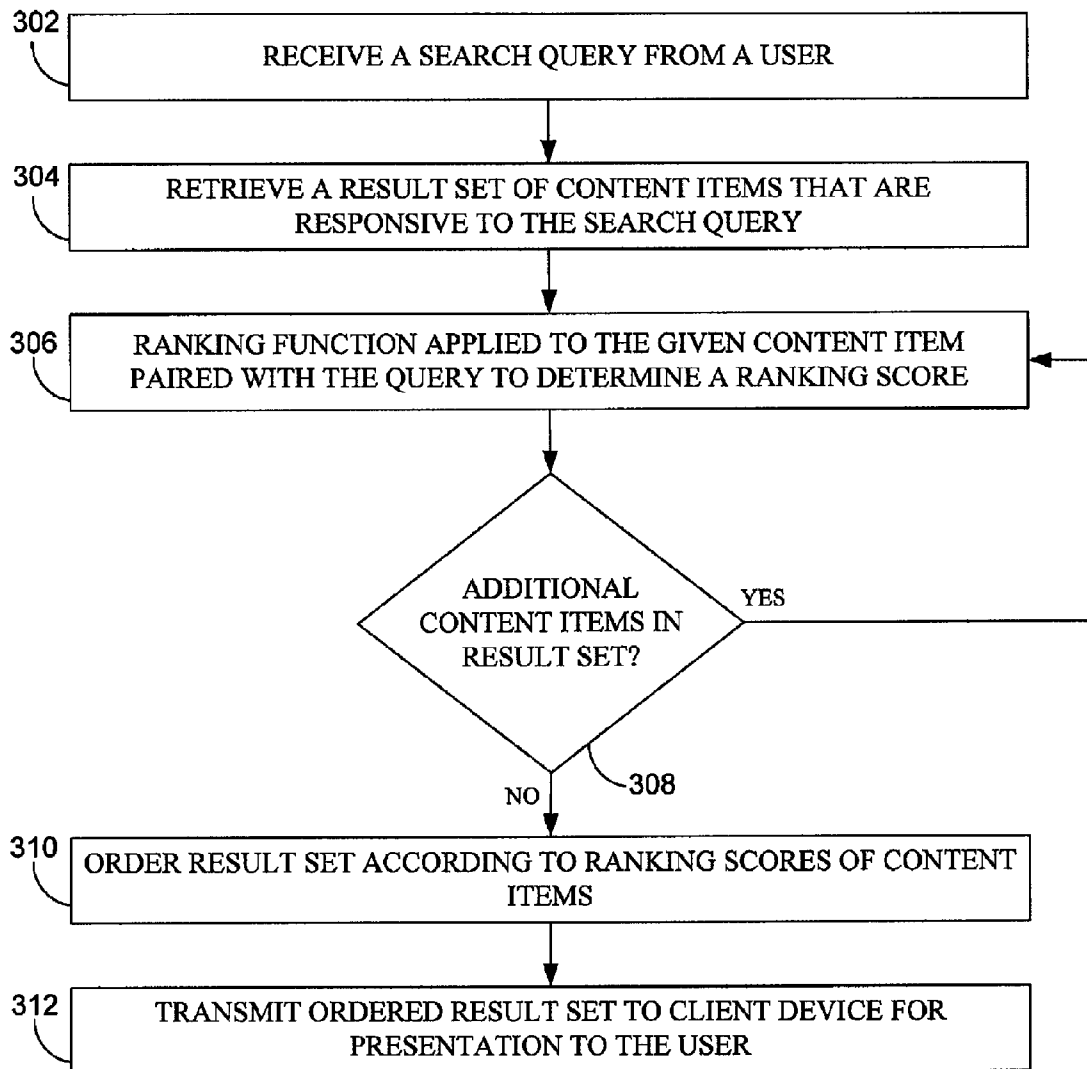 302
RECEIVE A SEARCH QUERY FROM A USER
304
RETRIEVE A RESULT SET OF CONTENT ITEMS THAT ARE
RESPONSIVE TO THE SEARCH QUERY
306
RANKING FUNCTION APPLIED TO THE GIVEN CONTENT ITEM
PAIRED WITH THE QUERY TO DETERMINE A RANKING SCORE
ADDITIONAL
CONTENT ITEMS IN
RESULT SET?
YES
308
NO
310
ORDER RESULT SET ACCORDING TO RANKING SCORES OF CONTENT
ITEMS
312
TRANSMIT ORDERED RESULT SET TO CLIENT DEVICE FOR
PRESENTATION TO THE USER